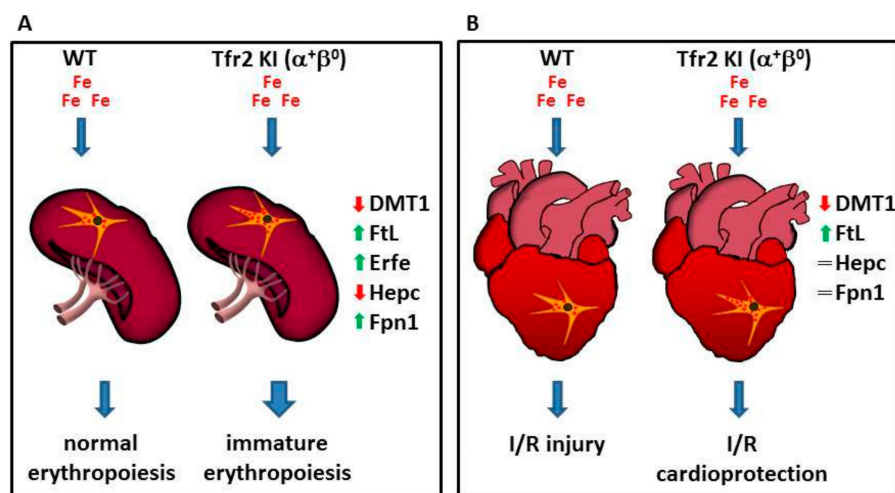 A
WT
Tfr2 KI (α⁺β⁰)
Fe
Fe Fe
Fe
Fe Fe
DMT1
FtL
Erfe
Hepc
Fpn1
normal
erythropoiesis
immature
erythropoiesis
B
WT
Tfr2 KI (α⁺β⁰)
Fe
Fe Fe
Fe
Fe Fe
DMT1
FtL
=Hepc
=Fpn1
I/R injury
I/R
cardioprotection